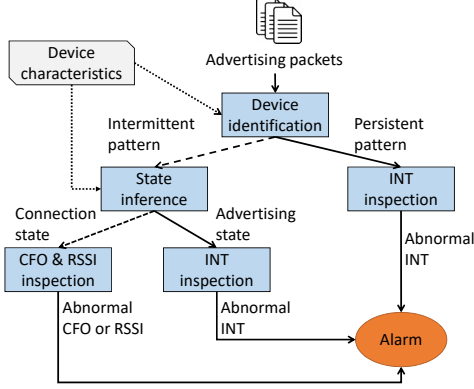 Advertising packets
Device
characteristics
Device
identification
Intermittent
pattern
Persistent
pattern
State
inference
INT
inspection
Connection
state
Advertising
state
CFO & RSSI
inspection
INT
inspection
Abnormal
INT
Abnormal
CFO or RSSI
Abnormal
INT
Alarm